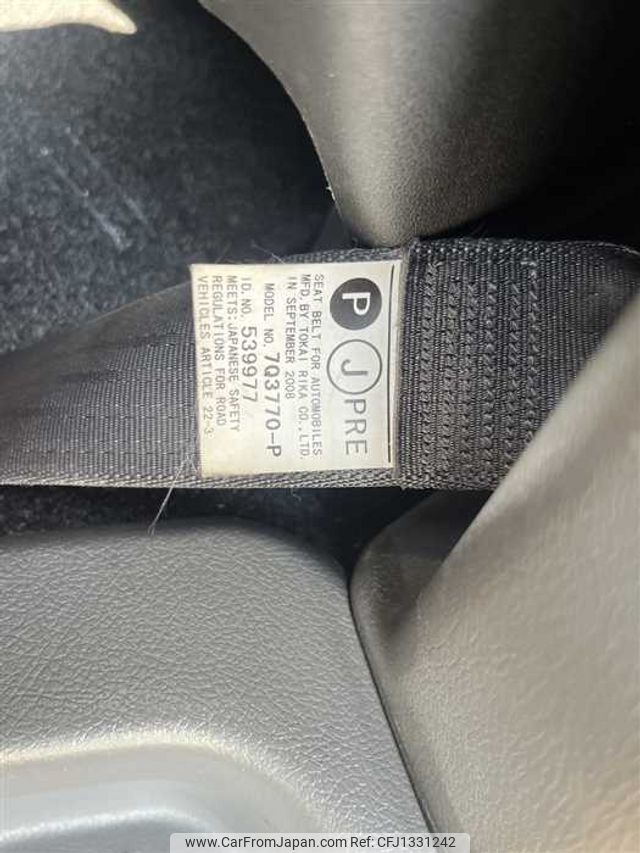 P J PRE
SEAT BELT FOR AUTOMOBILES
MFD.BY TOKAI RIKA CO.,LTD.
IN SEPTEMBER 2008
MODEL NO. 7Q3770-P
ID.NO. 539977
MEETS:JAPANESE SAFETY
REGULATIONS FOR ROAD
VEHICLES ARTICLE 22-3
© CarFromJapan.com Ref CFJ1331242